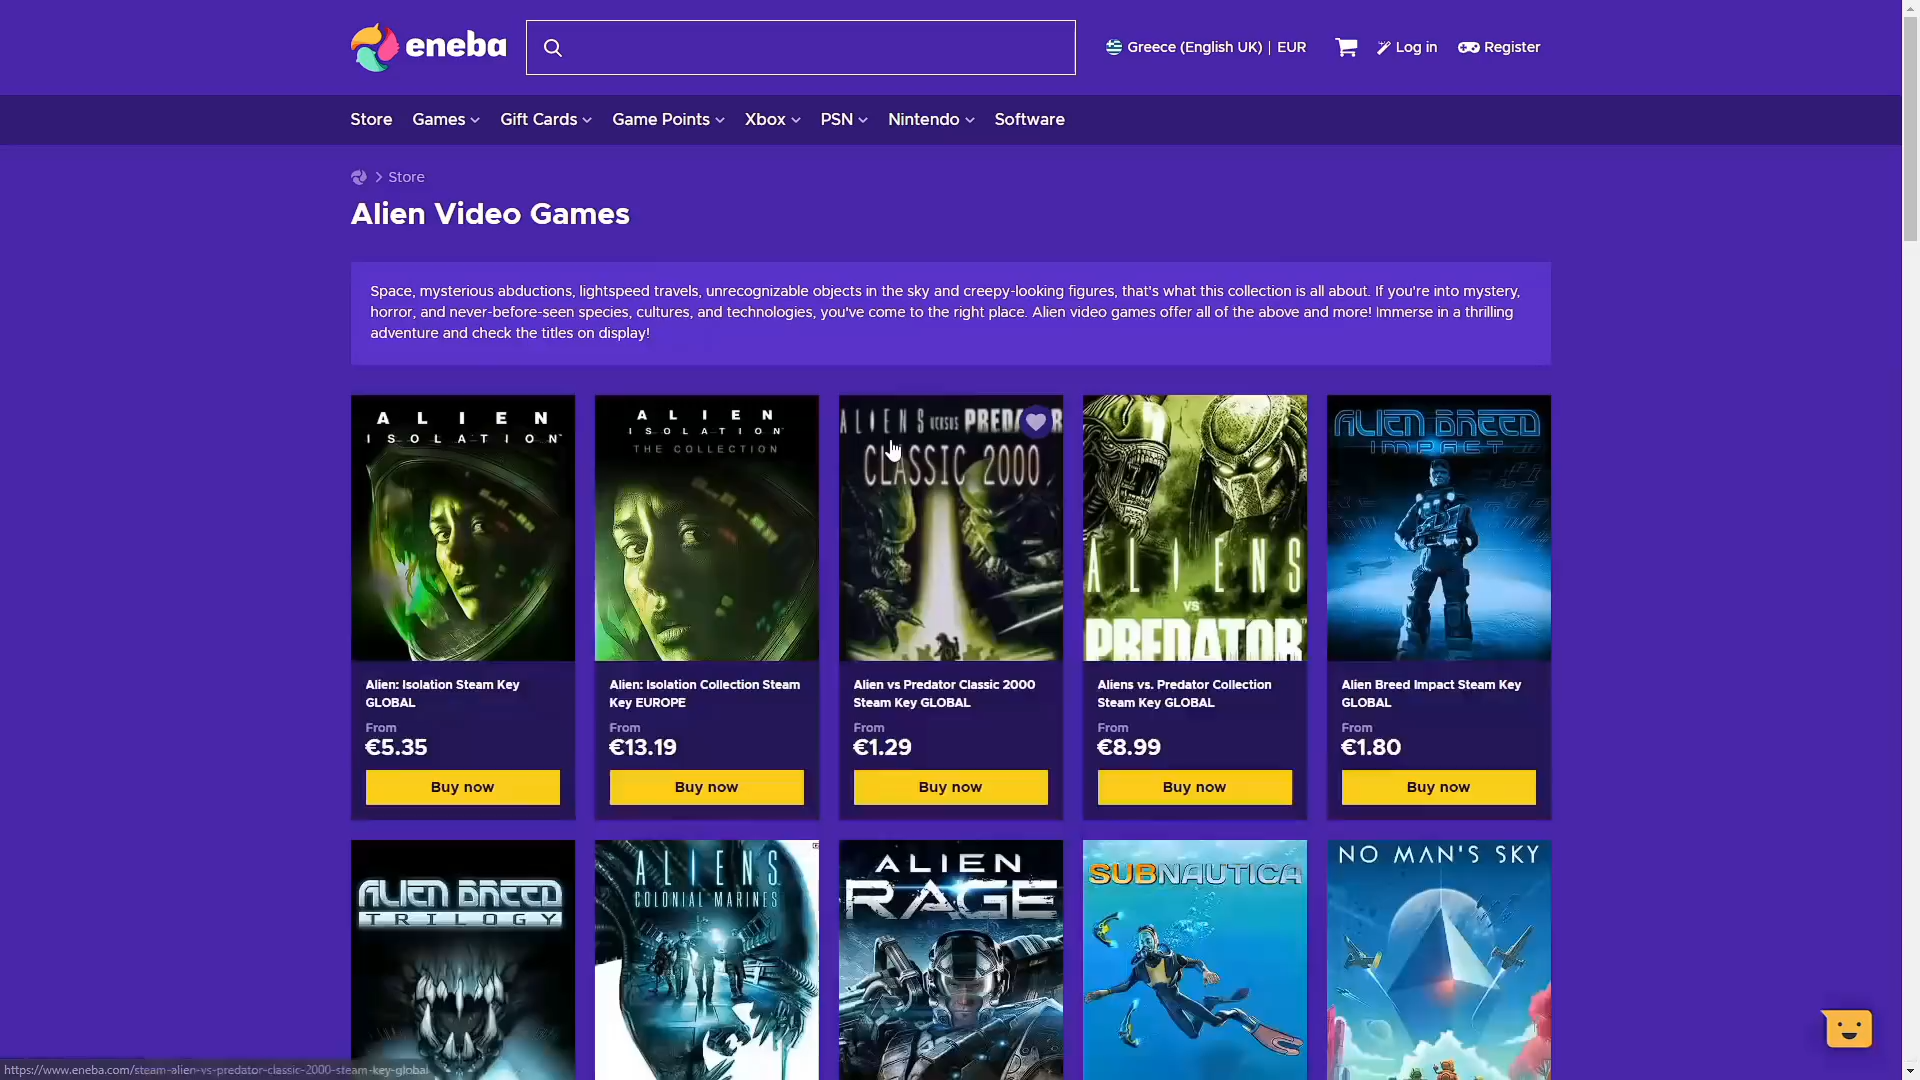 eneba
Greece (English UK) | EUR
Log in
Register
Store
Games
Gift Cards
Game Points
Xbox
PSN
Nintendo
Software
Store
Alien Video Games
Space, mysterious abductions, lightspeed travels, unrecognizable objects in the sky and creepy-looking figures, that's what this collection is all about. If you're into mystery,
horror, and never-before-seen species, cultures, and technologies, you've come to the right place. Alien video games offer all of the above and more! Immerse in a thrilling
adventure and check the titles on display!
ALIEN
ISOLATION
ALIEN
ISOLATION
THE COLLECTION
ALIENS VERSUS PREDATOR
CLASSIC 2000
ALIENS
VS
PREDATOR
ALIEN BREED
IMPACT
Alien: Isolation Steam Key
GLOBAL
From
€5.35
Buy now
Alien: Isolation Collection Steam
Key EUROPE
From
€13.19
Buy now
Alien vs Predator Classic 2000
Steam Key GLOBAL
From
€1.29
Buy now
Aliens vs. Predator Collection
Steam Key GLOBAL
From
€8.99
Buy now
Alien Breed Impact Steam Key
GLOBAL
From
€1.80
Buy now
ALIEN BREED
TRILOGY
ALIENS
COLONIAL MARINES
ALIEN
RAGE
SUBNAUTICA
NO MAN'S SKY
https://www.eneba.com/steam-alien-vs-predator-classic-2000-steam-key-global